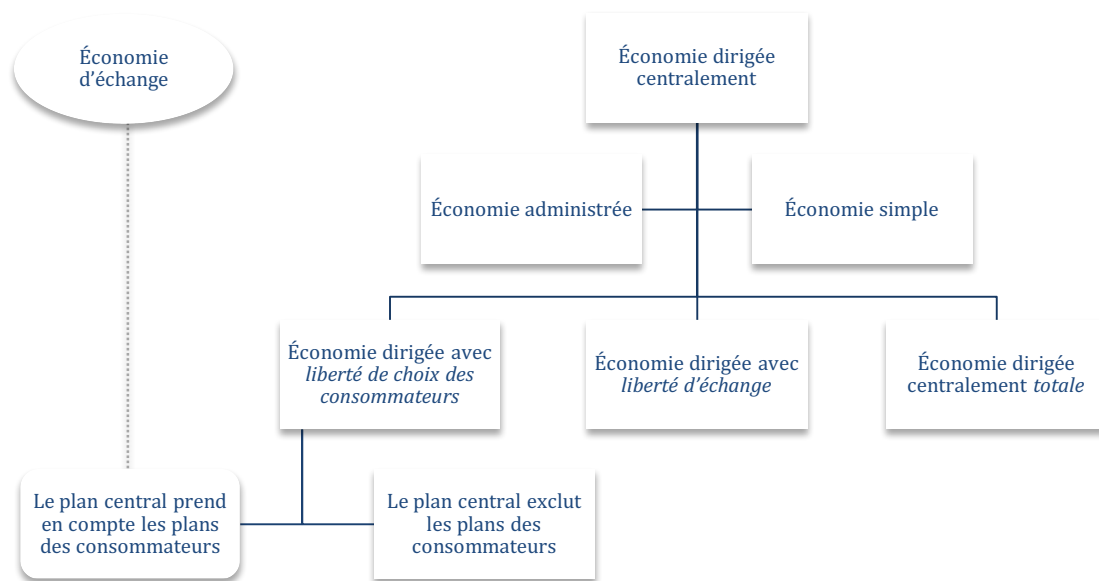 Économie
d'échange
Économie dirigée
centralement
Économie administrée
Économie simple
Économie dirigée avec
liberté de choix des
consommateurs
Économie dirigée avec
liberté d'échange
Économie dirigée
centralement totale
Le plan central prend
en compte les plans
des consommateurs
Le plan central exclut
les plans des
consommateurs